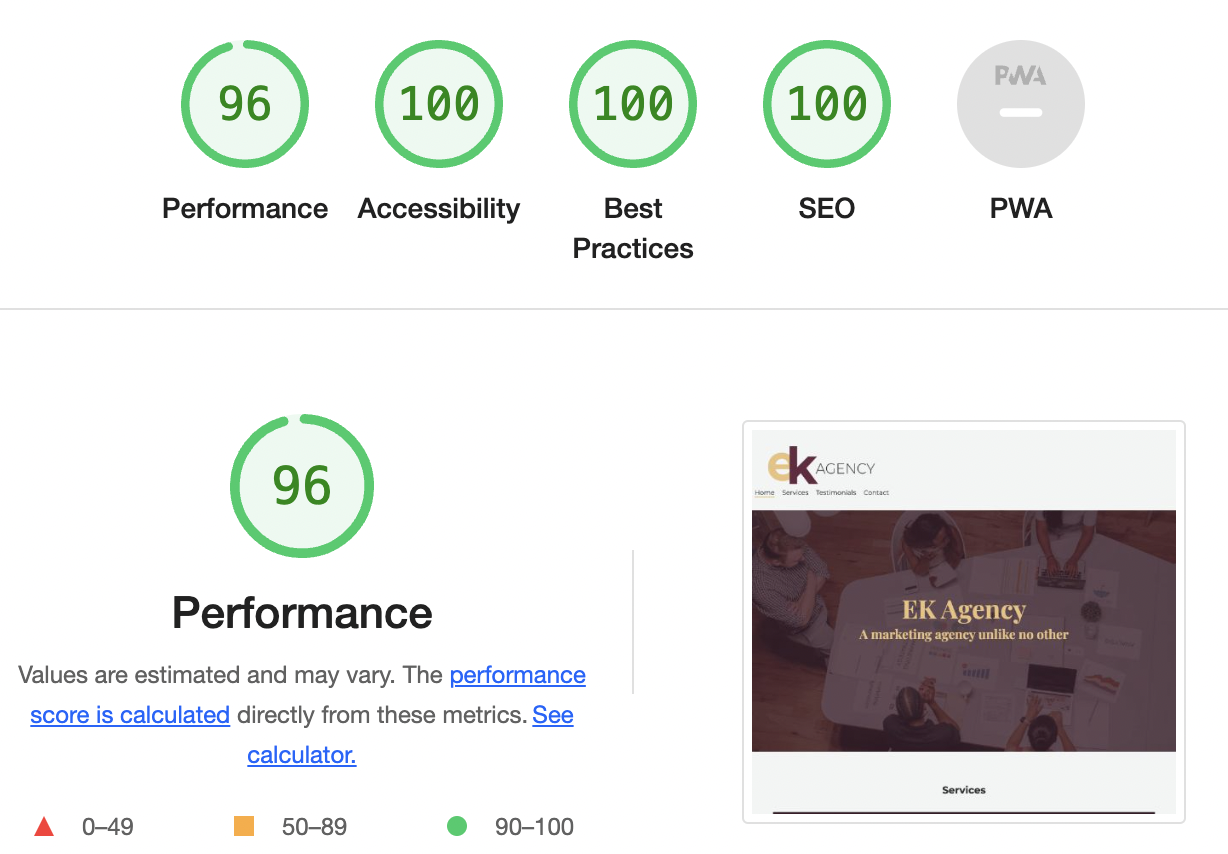 96
100
100
100
PWA
Performance
Accessibility
Best
Practices
SEO
PWA
96
Performance
Values are estimated and may vary. The performance
score is calculated directly from these metrics. See
calculator.
0–49
50–89
90–100
ek AGENCY
Home Services Testimonials Contact
EK Agency
A marketing agency unlike no other
Services